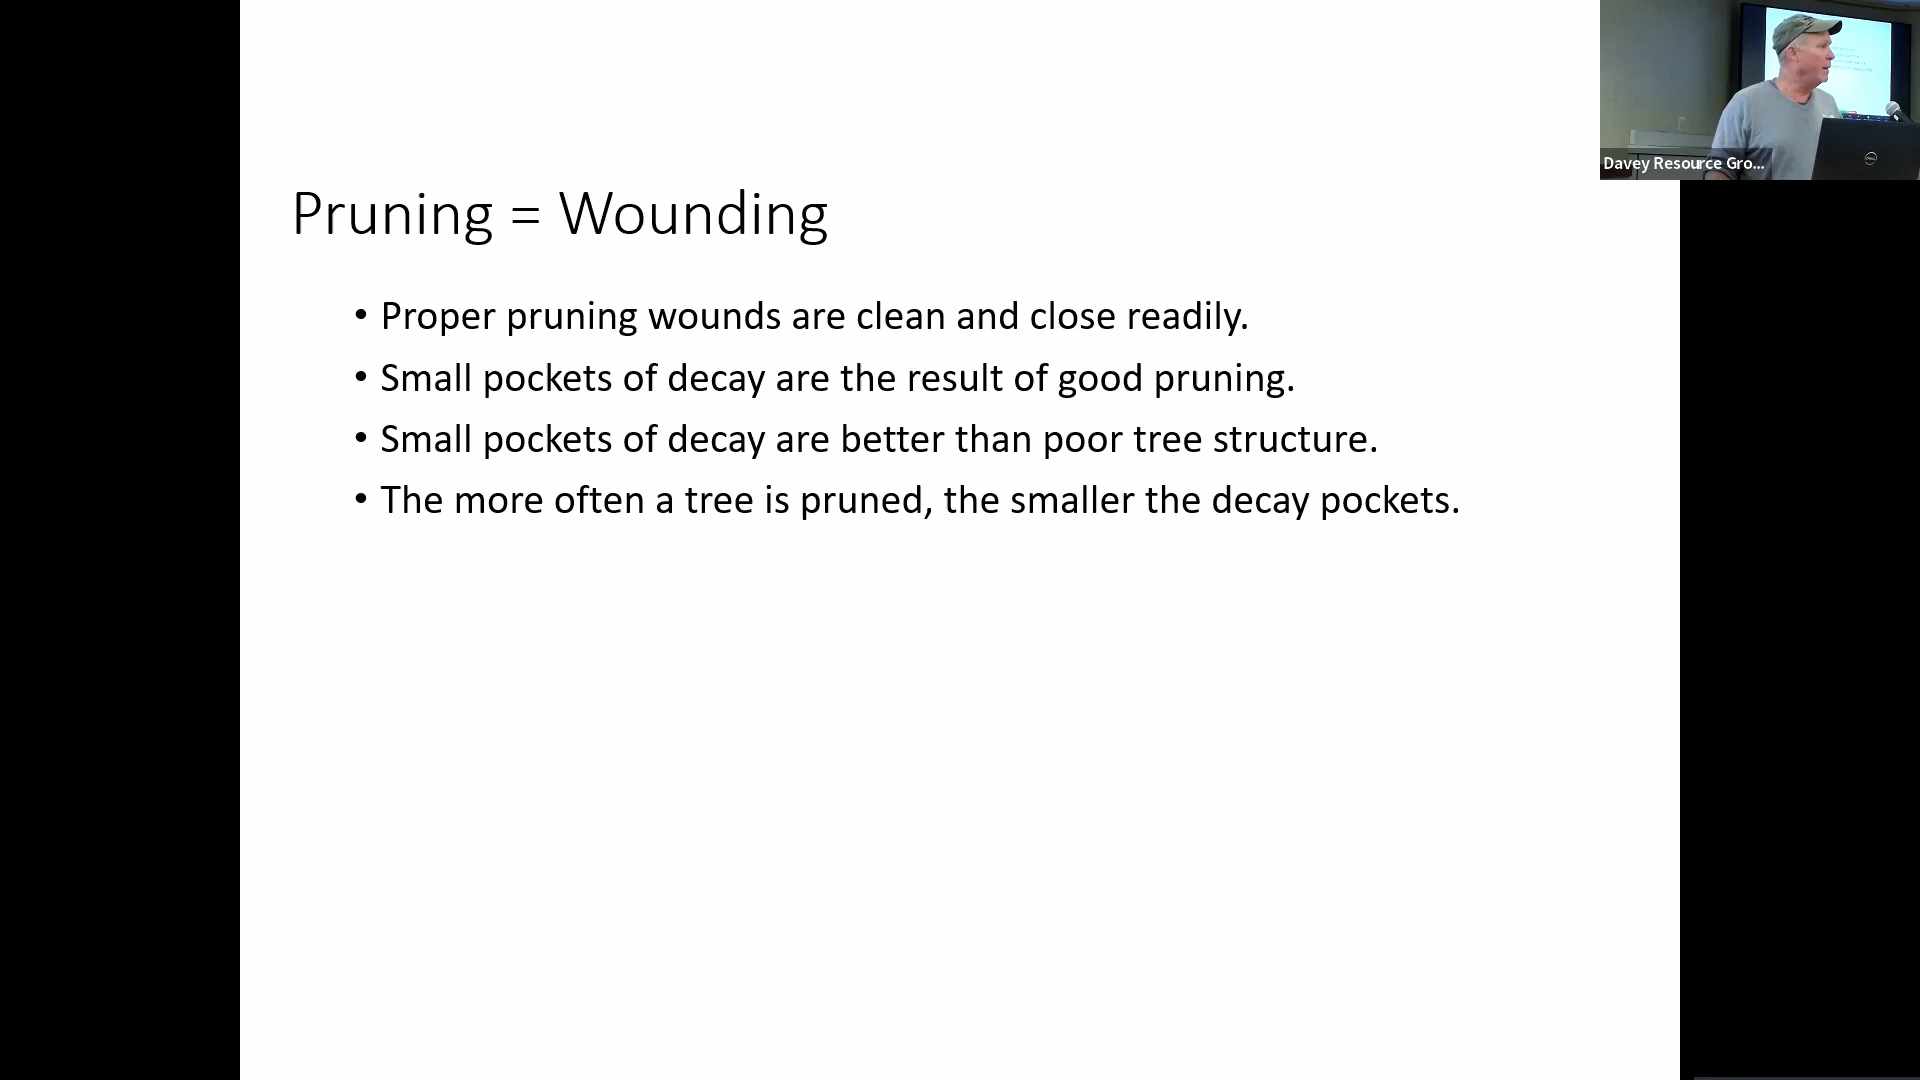 Pruning = Wounding
• Proper pruning wounds are clean and close readily.
• Small pockets of decay are the result of good pruning.
• Small pockets of decay are better than poor tree structure.
• The more often a tree is pruned, the smaller the decay pockets.
Davey Resource Gro...